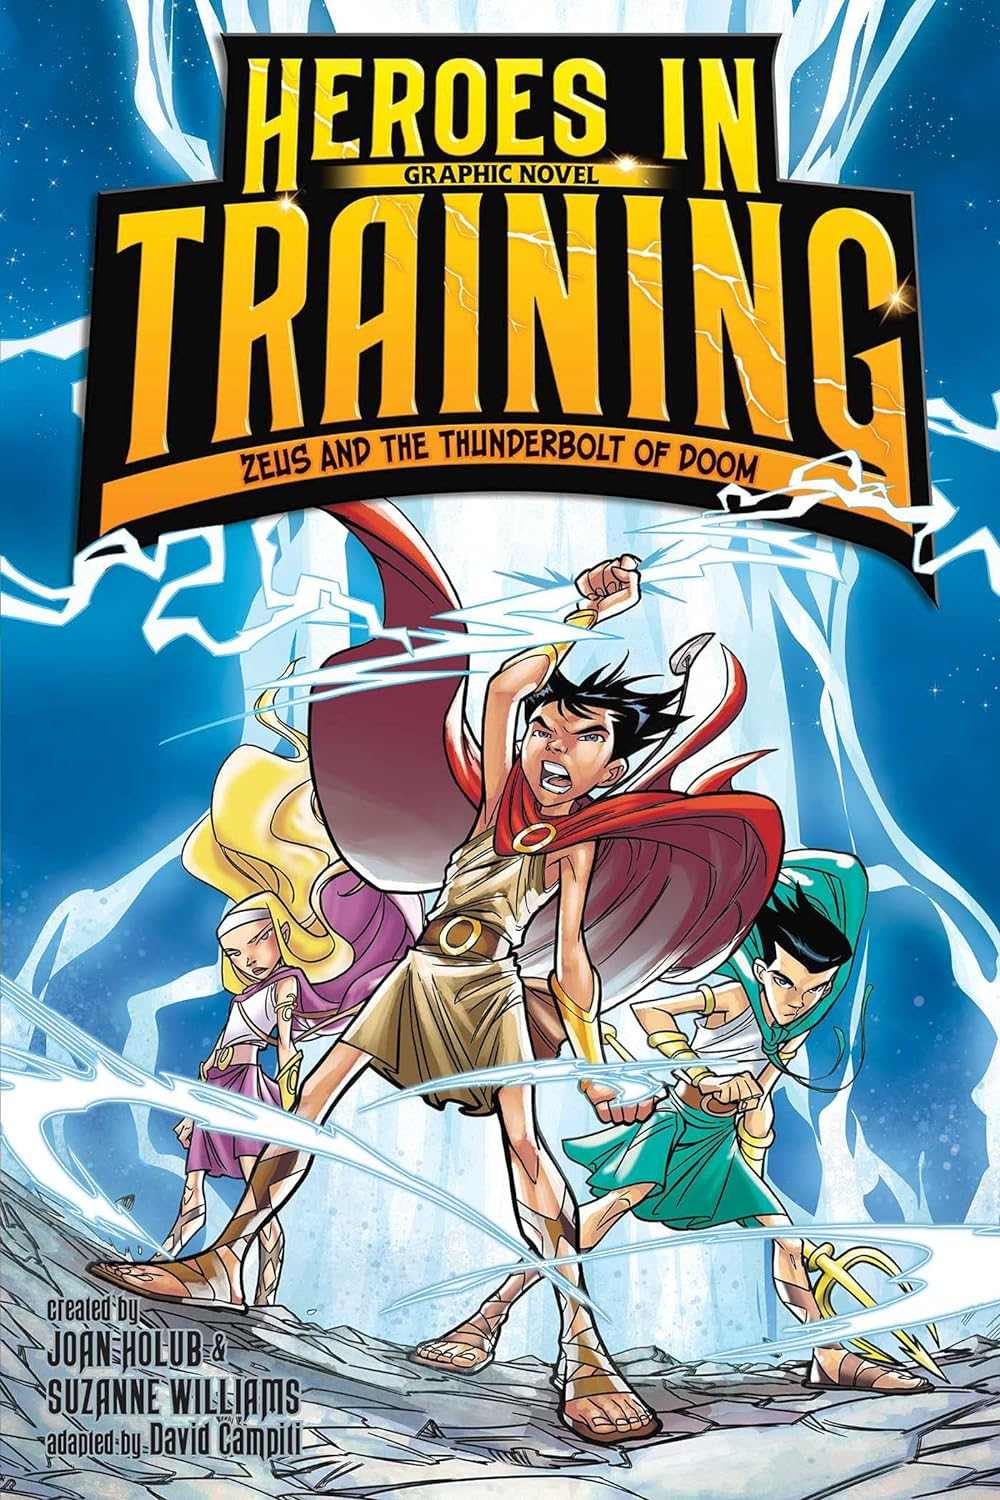 HEROES IN
GRAPHIC NOVEL
TRAINING
ZEUS AND THE THUNDERBOLT OF DOOM
created by
JOAN HOLUB &
SUZANNE WILLIAMS
adapted by David Campiti